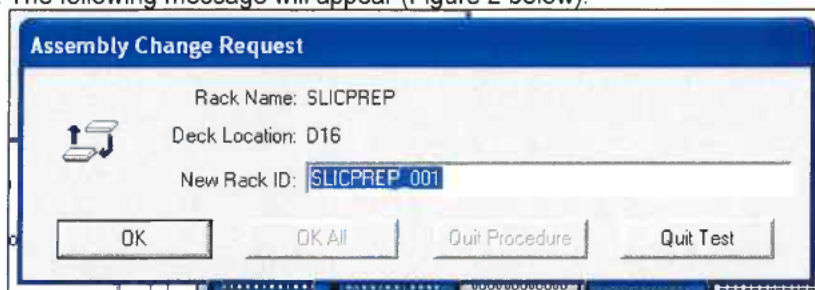 The following message will appear (Figure 2 below).
Assembly Change Request
Rack Name: SLICPREP
Deck Location: D16
New Rack ID: SLICPREP_001
OK
OK All
Quit Procedure
Quit Test